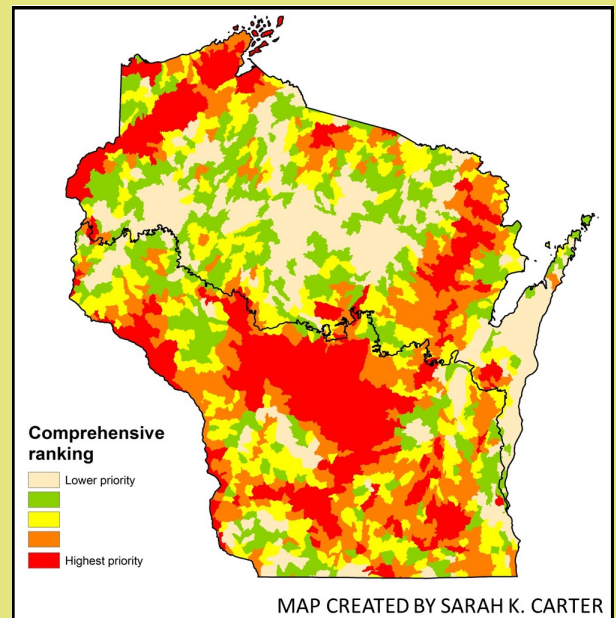 Comprehensive
ranking
Lower priority
Highest priority
MAP CREATED BY SARAH K. CARTER